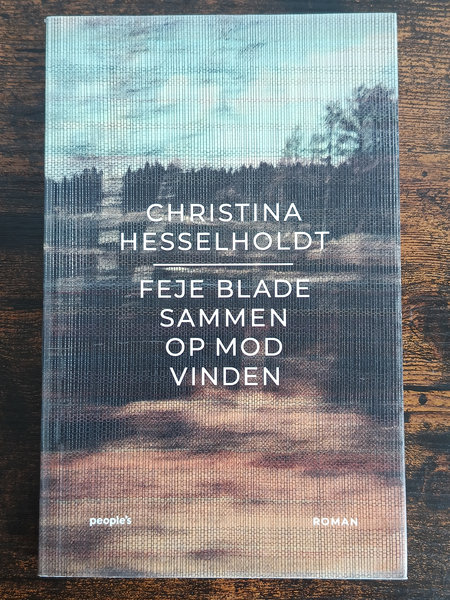 CHRISTINA
HESSELHOLDT
FEJE BLADE
SAMMEN
OP MOD
VINDEN
people's
ROMAN